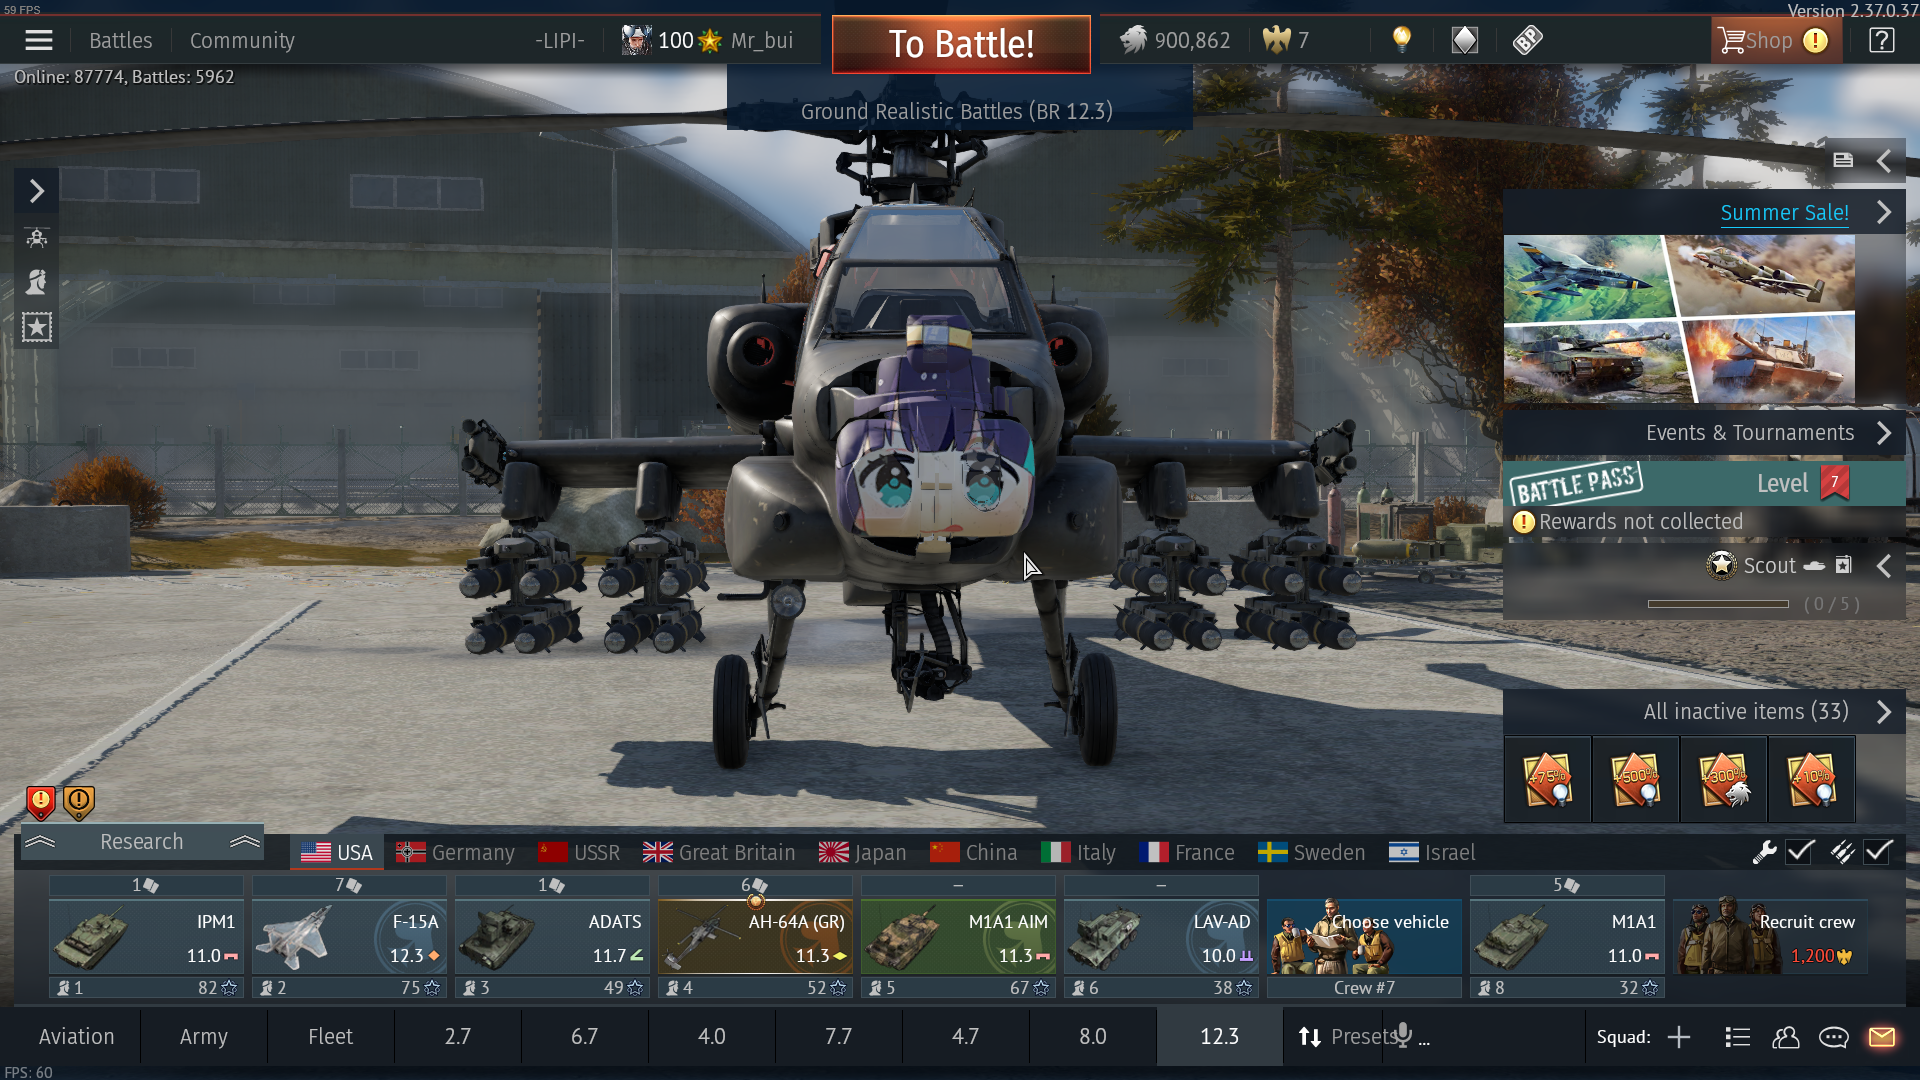 59 FPS
Version 2.37.0.37
Battles
Community
-LIPI-
100
Mr_bui
To Battle!
900,862
7
BP
Shop
?
Online: 87774, Battles: 5962
Ground Realistic Battles (BR 12.3)
Summer Sale!
Events & Tournaments
BATTLE PASS
Level
7
Rewards not collected
Scout
( 0 / 5 )
All inactive items (33)
+75%
+500%
+300%
+10%
Research
USA
Germany
USSR
Great Britain
Japan
China
Italy
France
Sweden
Israel
1
7
1
6
–
–
5
IPM1
11.0
F-15A
12.3
ADATS
11.7
AH-64A (GR)
11.3
M1A1 AIM
11.3
LAV-AD
10.0
Choose vehicle
M1A1
11.0
Recruit crew
1,200
1
82
2
75
3
49
4
52
5
67
6
38
Crew #7
8
32
Aviation
Army
Fleet
2.7
6.7
4.0
7.7
4.7
8.0
12.3
Presets
...
Squad:
FPS: 60